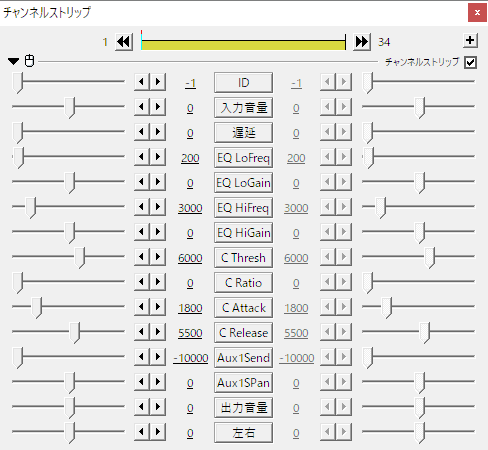 チャンネルストリップ
1 34
チャンネルストリップ
-1 ID -1
0 入力音量 0
0 遅延 0
200 EQ LoFreq 200
0 EQ LoGain 0
3000 EQ HiFreq 3000
0 EQ HiGain 0
6000 C Thresh 6000
0 C Ratio 0
1800 C Attack 1800
5500 C Release 5500
-10000 Aux1Send -10000
0 Aux1SPan 0
0 出力音量 0
0 左右 0